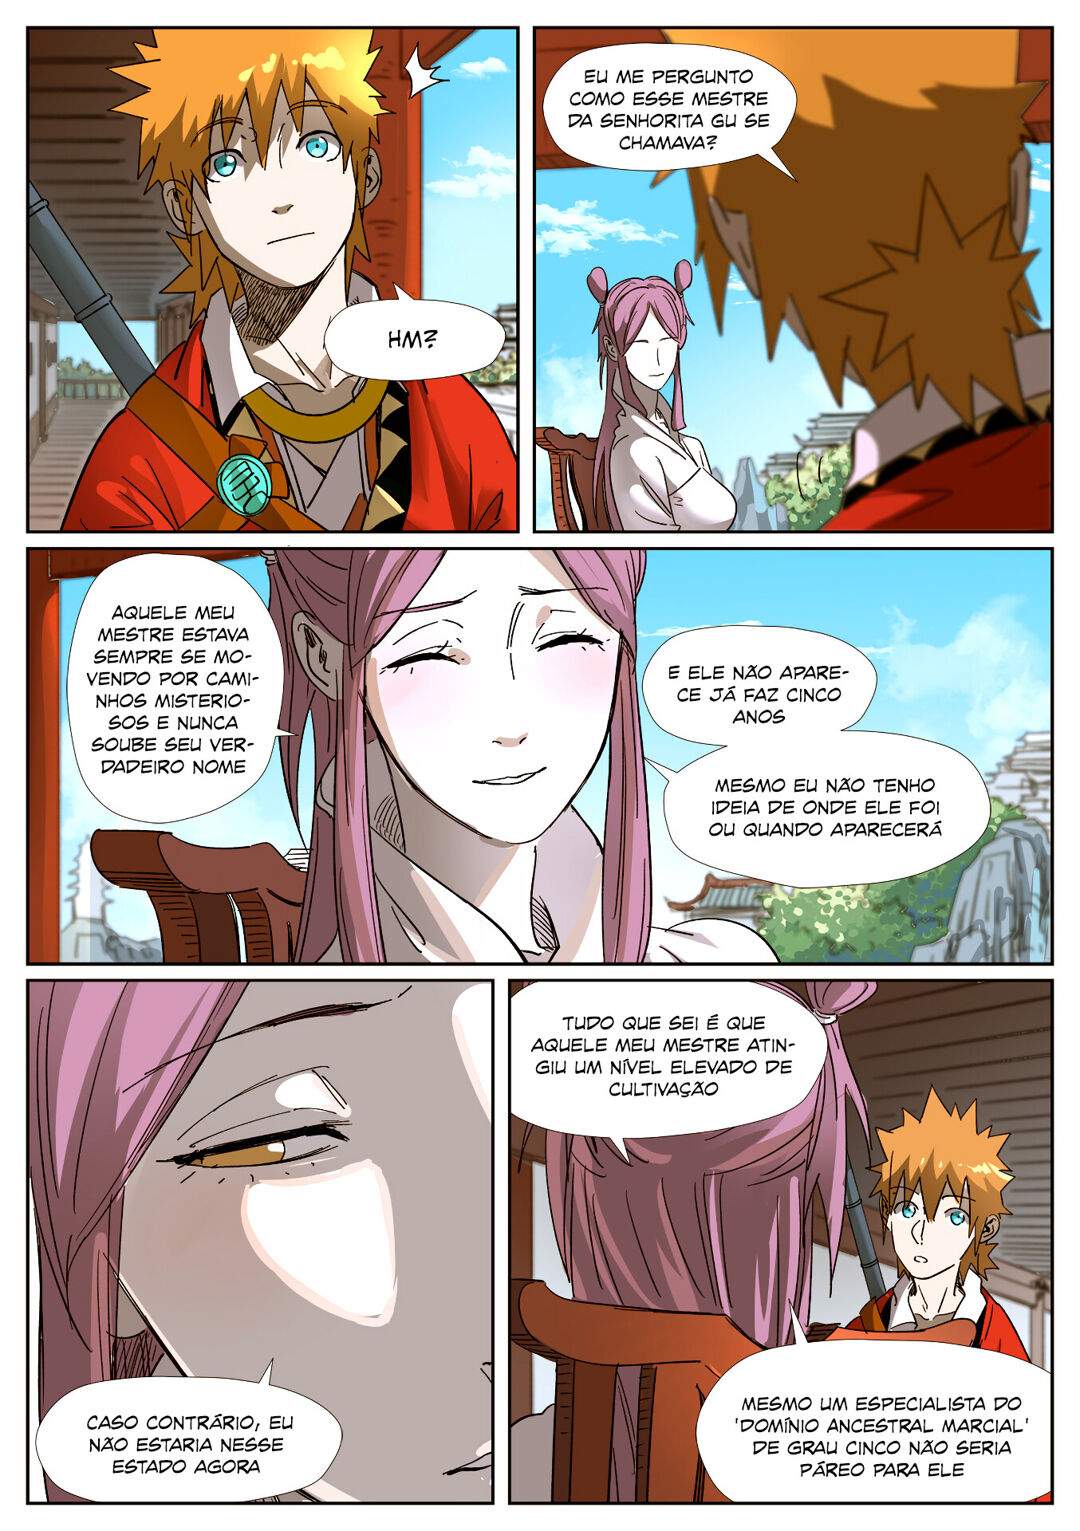 HM?
EU ME PERGUNTO
COMO ESSE MESTRE
DA SENHORITA GU SE
CHAMAVA?
AQUELE MEU
MESTRE ESTAVA
SEMPRE SE MO-
VENDO POR CAMI-
NHOS MISTERIO-
SOS E NUNCA
SOUBE SEU VER-
DADEIRO NOME
E ELE NÃO APARE-
CE JÁ FAZ CINCO
ANOS
MESMO EU NÃO TENHO
IDEIA DE ONDE ELE FOI
OU QUANDO APARECERÁ
CASO CONTRÁRIO, EU
NÃO ESTARIA NESSE
ESTADO AGORA
TUDO QUE SEI É QUE
AQUELE MEU MESTRE ATIN-
GIU UM NÍVEL ELEVADO DE
CULTIVAÇÃO
MESMO UM ESPECIALISTA DO
'DOMÍNIO ANCESTRAL MARCIAL'
DE GRAU CINCO NÃO SERIA
PÁREO PARA ELE